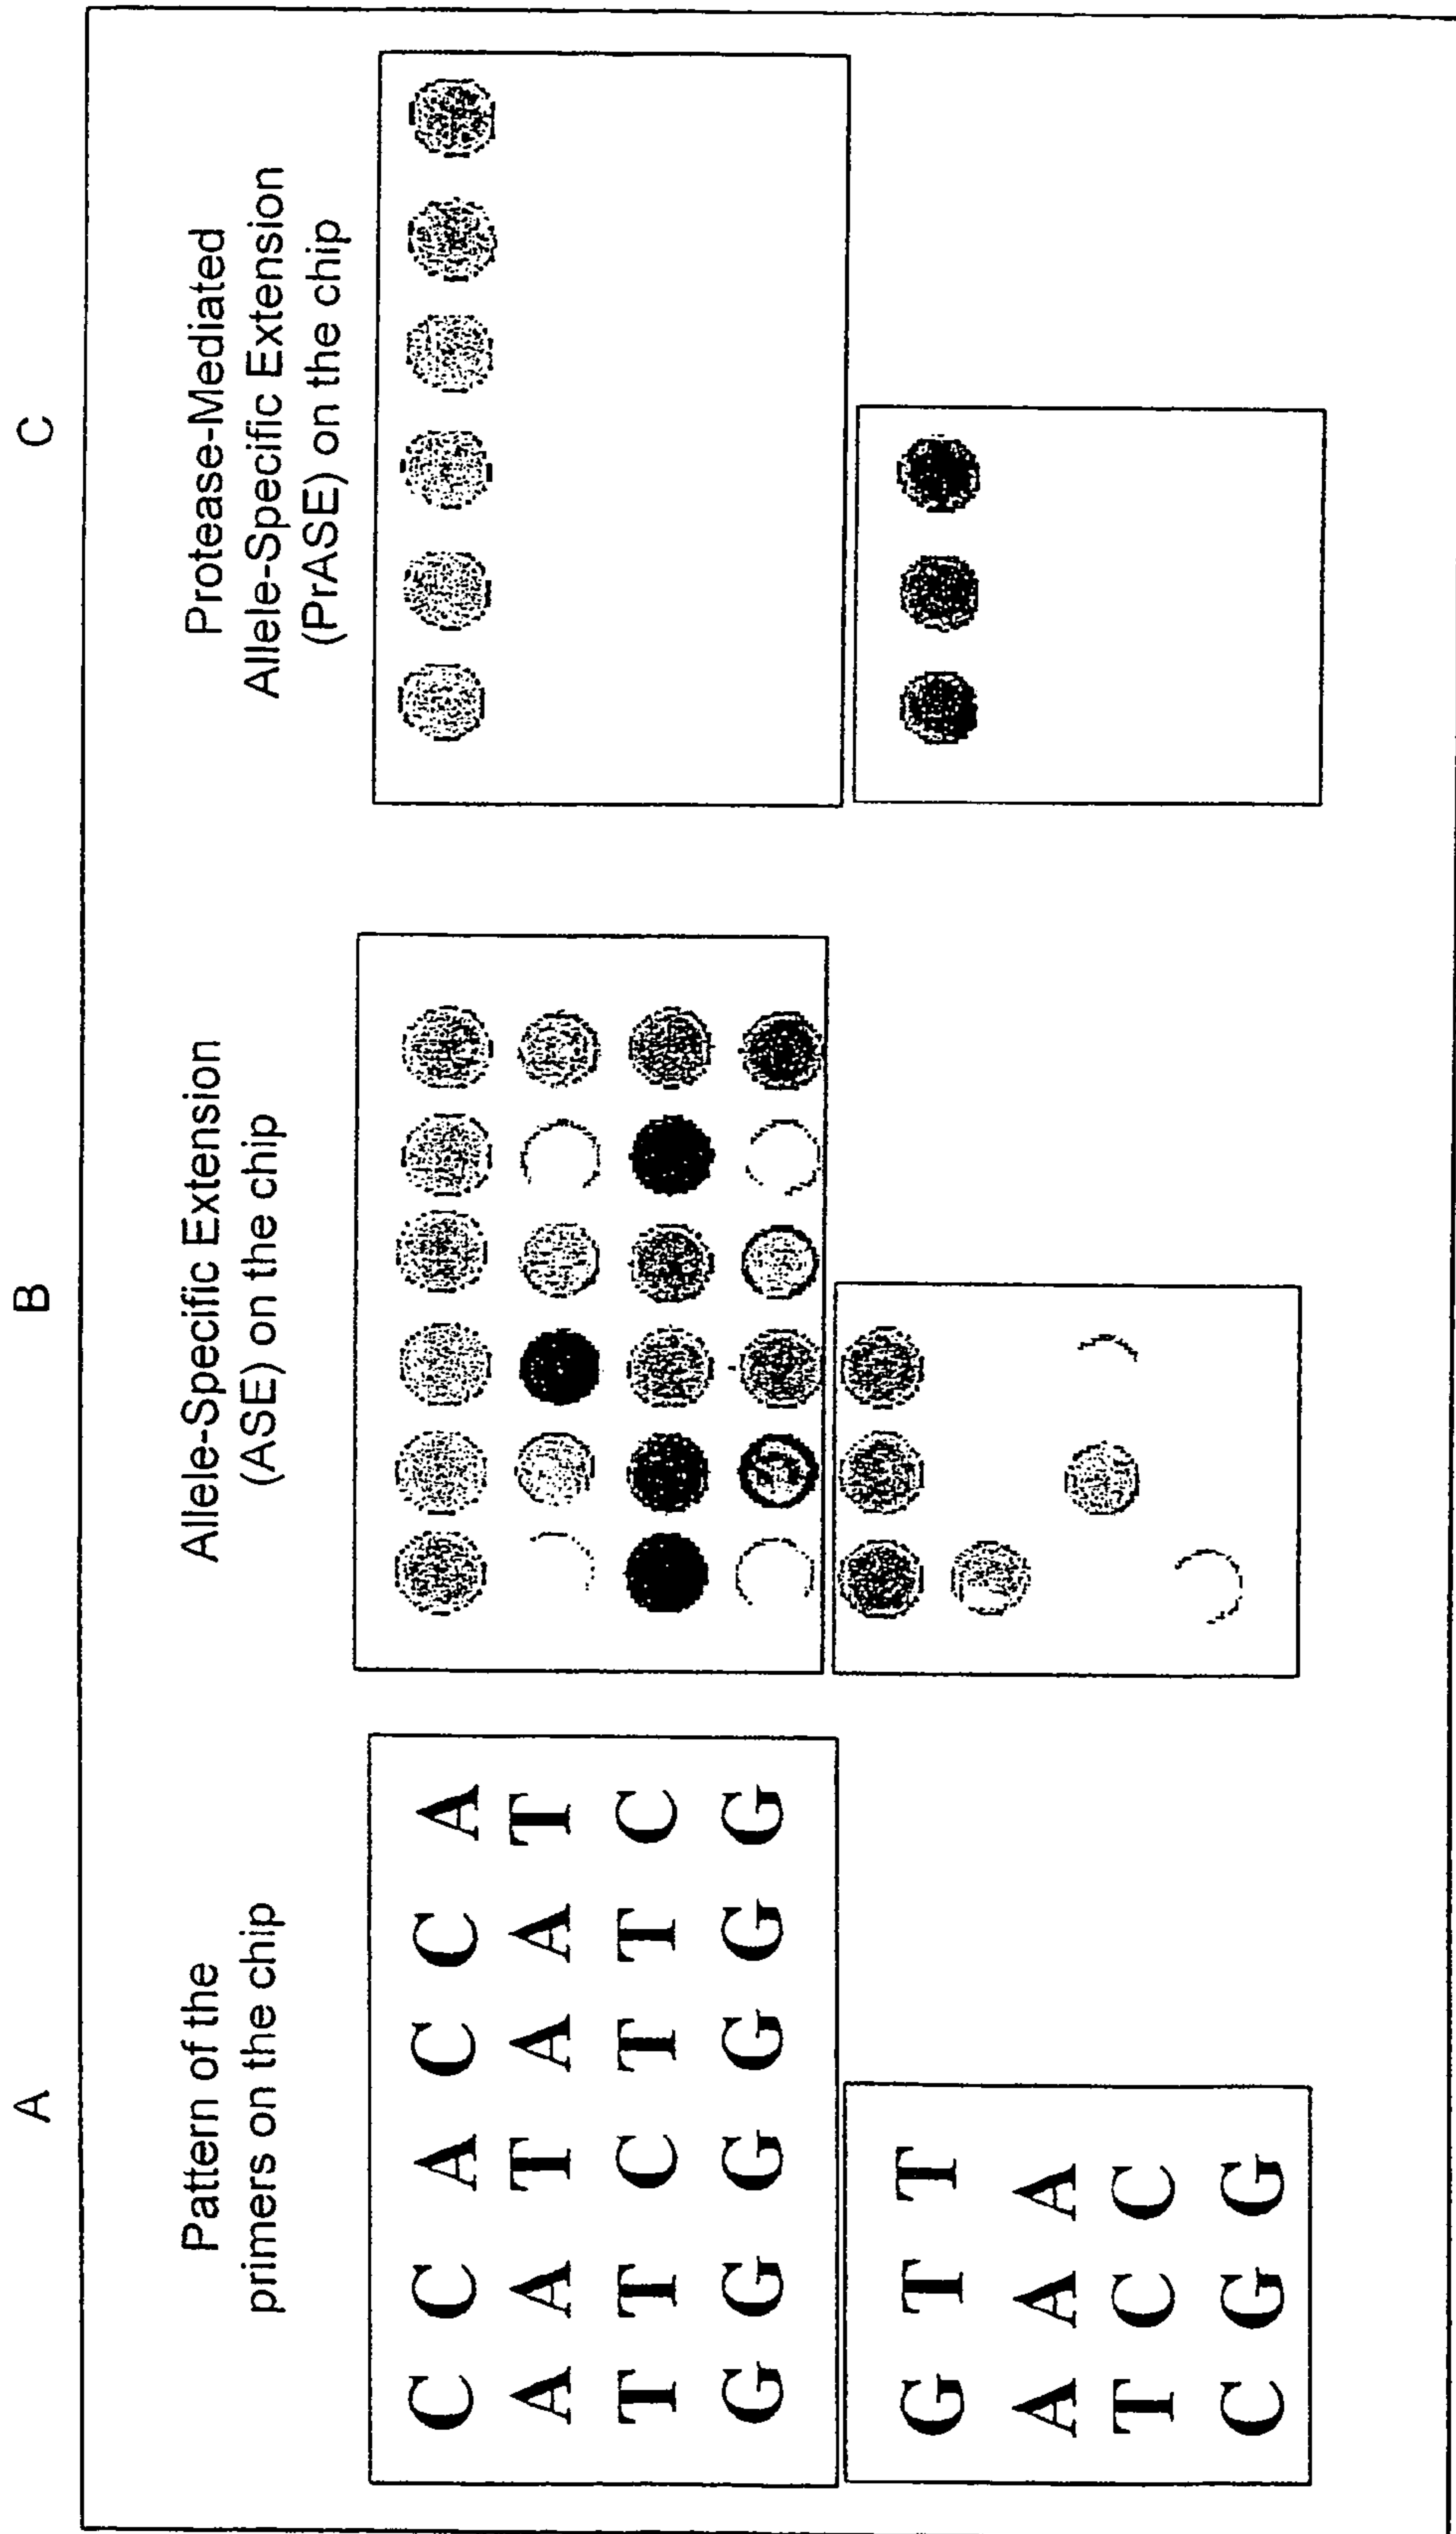 A B C
Pattern of the
primers on the chip
C C A C C A
A A T A A T
T T C T T C
G G G G G G
G T T
A A A
T C C
C G G
Allele-Specific Extension
(ASE) on the chip
Protease-Mediated
Allele-Specific Extension
(PrASE) on the chip